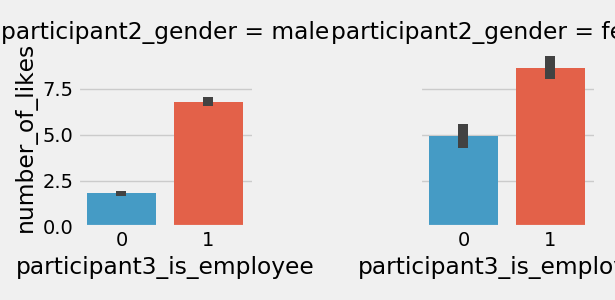 participant2_gender = male
participant2_gender = fe
number_of_likes
7.5
5.0
2.5
0.0
0 1
0 1
participant3_is_employee
participant3_is_emplo